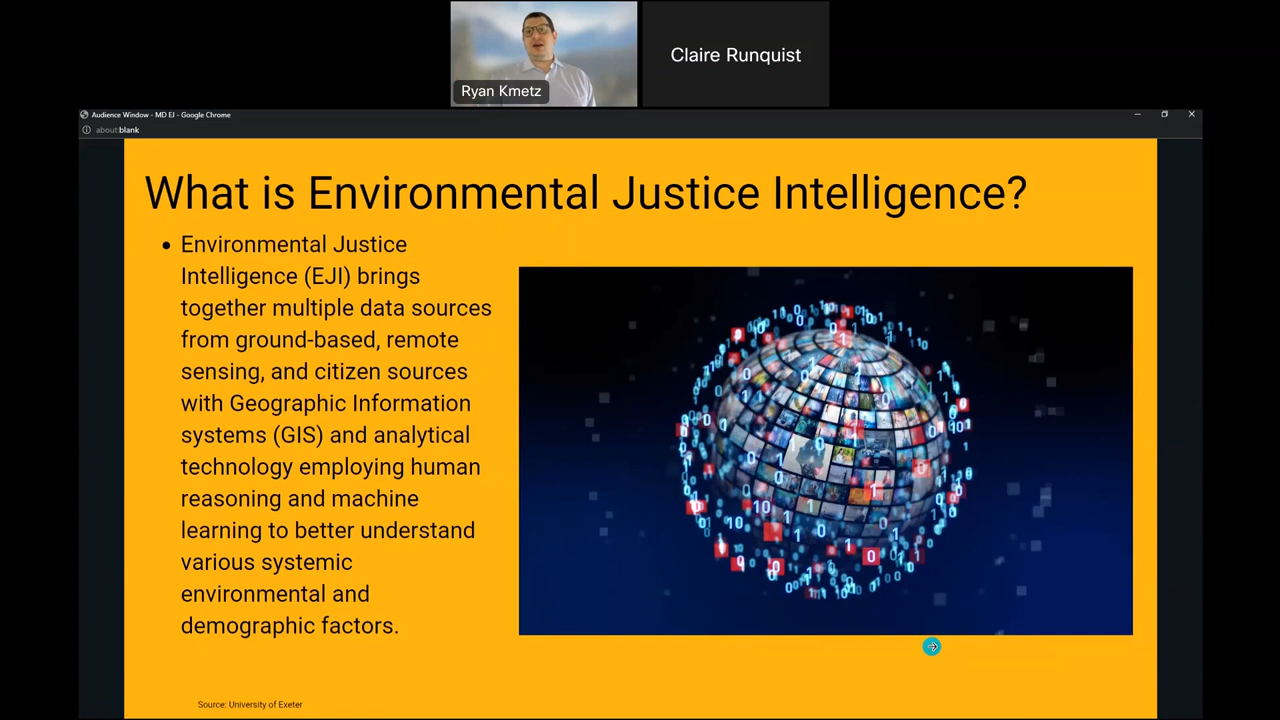 Ryan Kmetz
Claire Runquist
Audience Window - MD EJ - Google Chrome
about:blank
What is Environmental Justice Intelligence?
• Environmental Justice
Intelligence (EJI) brings
together multiple data sources
from ground-based, remote
sensing, and citizen sources
with Geographic Information
systems (GIS) and analytical
technology employing human
reasoning and machine
learning to better understand
various systemic
environmental and
demographic factors.
Source: University of Exeter